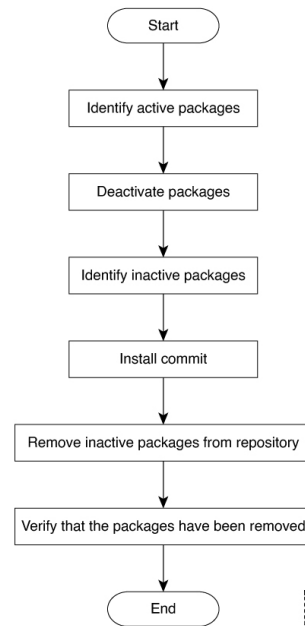 Start
Identify active packages
Deactivate packages
Identify inactive packages
Install commit
Remove inactive packages from repository
Verify that the packages have been removed
End